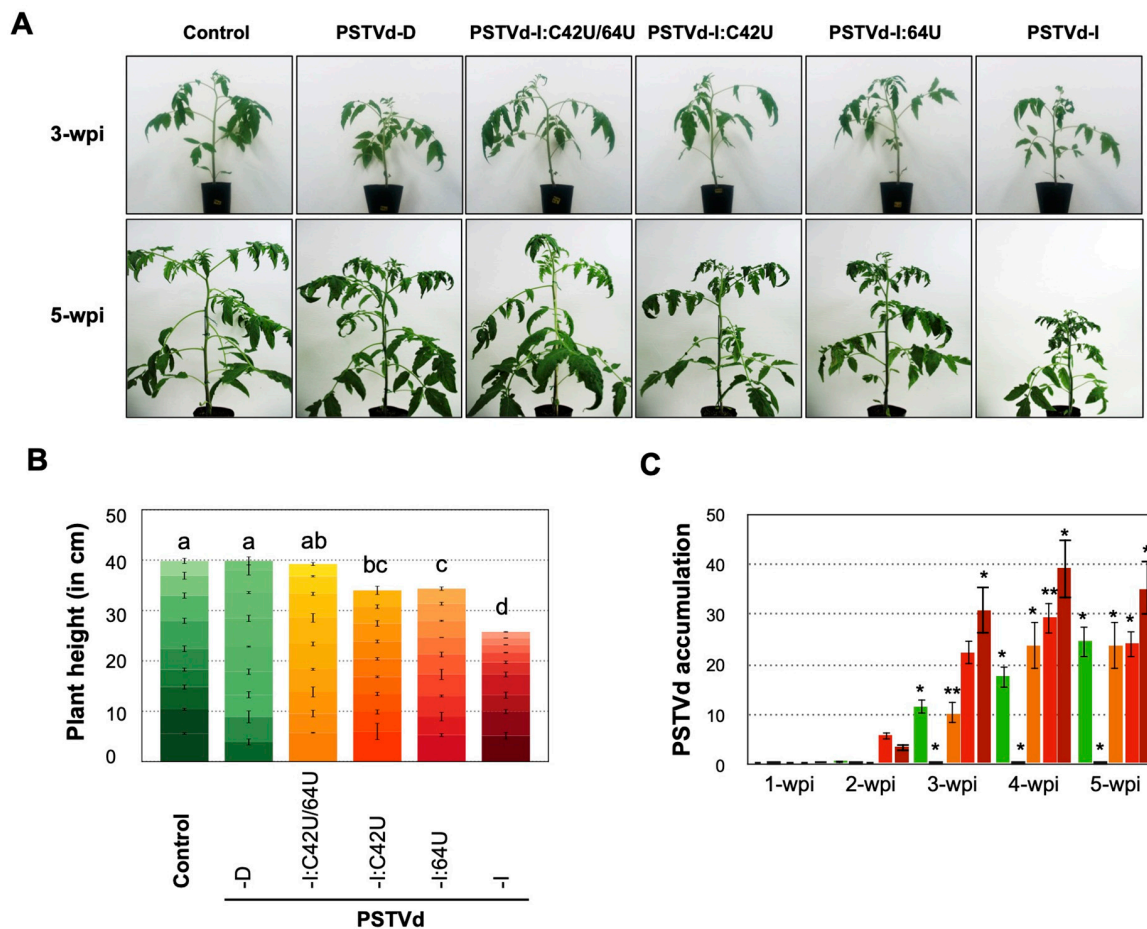 A
Control PSTVd-D PSTVd-I:C42U/64U PSTVd-I:C42U PSTVd-I:64U PSTVd-I
3-wpi
5-wpi
B
Plant height (in cm)
50
40
30
20
10
0
a a ab bc c d
Control
-D
-I:C42U/64U
-I:C42U
-I:64U
-I
PSTVd
C
PSTVd accumulation
50
40
30
20
10
0
* * ** *
* * * ** *
* * * * *
1-wpi 2-wpi 3-wpi 4-wpi 5-wpi